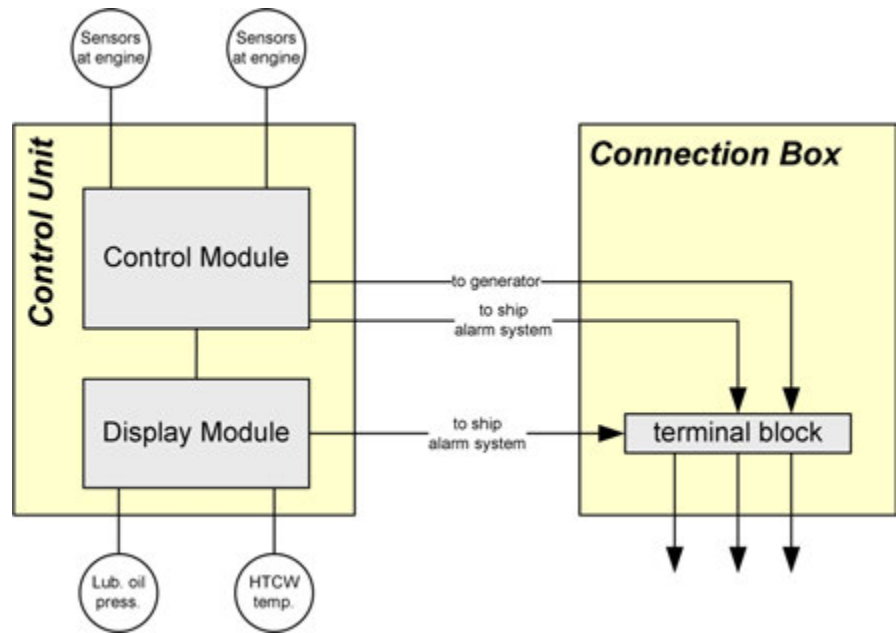 Sensors
at engine
Sensors
at engine
Control Unit
Connection Box
Control Module
to generator
to ship
alarm system
Display Module
to ship
alarm system
terminal block
Lub. oil
press.
HTCW
temp.